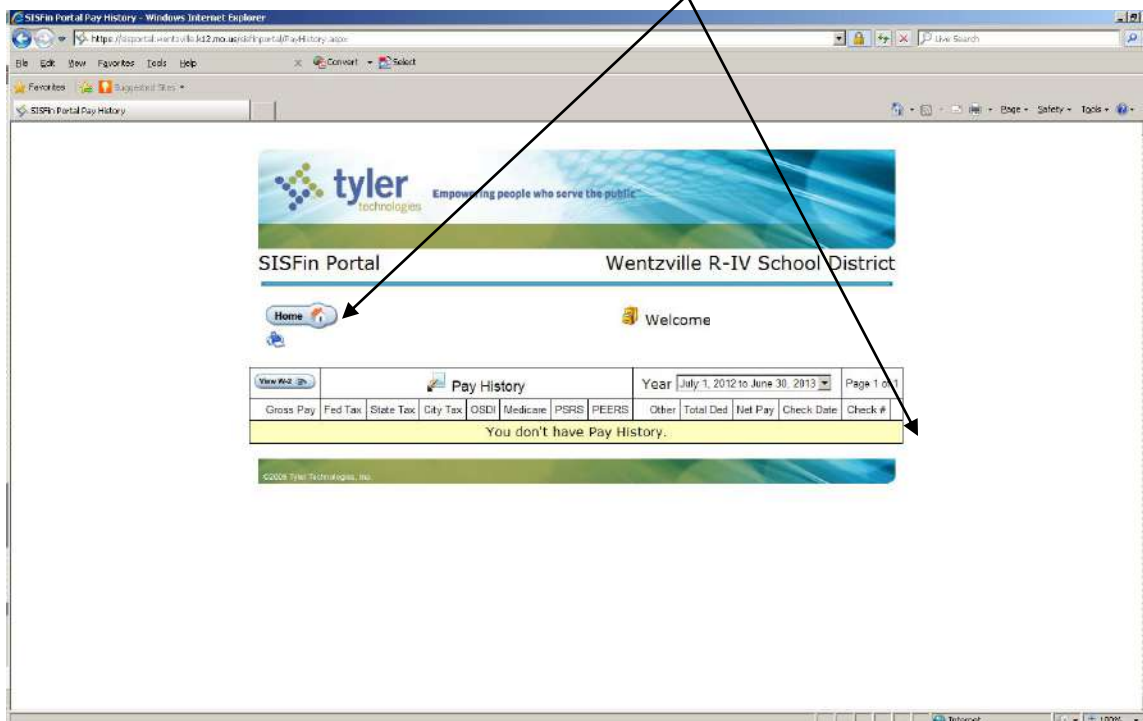 SISFin Portal Pay History - Windows Internet Explorer
Live Search
File Edit View Favorites Tools Help
Convert Select
Favorites Suggested Sites
SISFin Portal Pay History
Page Safety Tools
tyler
technologies
Empowering people who serve the public
SISFin Portal
Wentzville R-IV School District
Home
Welcome
View W-2
Pay History
Year July 1, 2012 to June 30, 2013
Page 1 of 1
Gross Pay Fed Tax State Tax City Tax OSDI Medicare PSRS PEERS Other Total Ded Net Pay Check Date Check #
You don't have Pay History.
©2009 Tyler Technologies, Inc.
Internet
100%